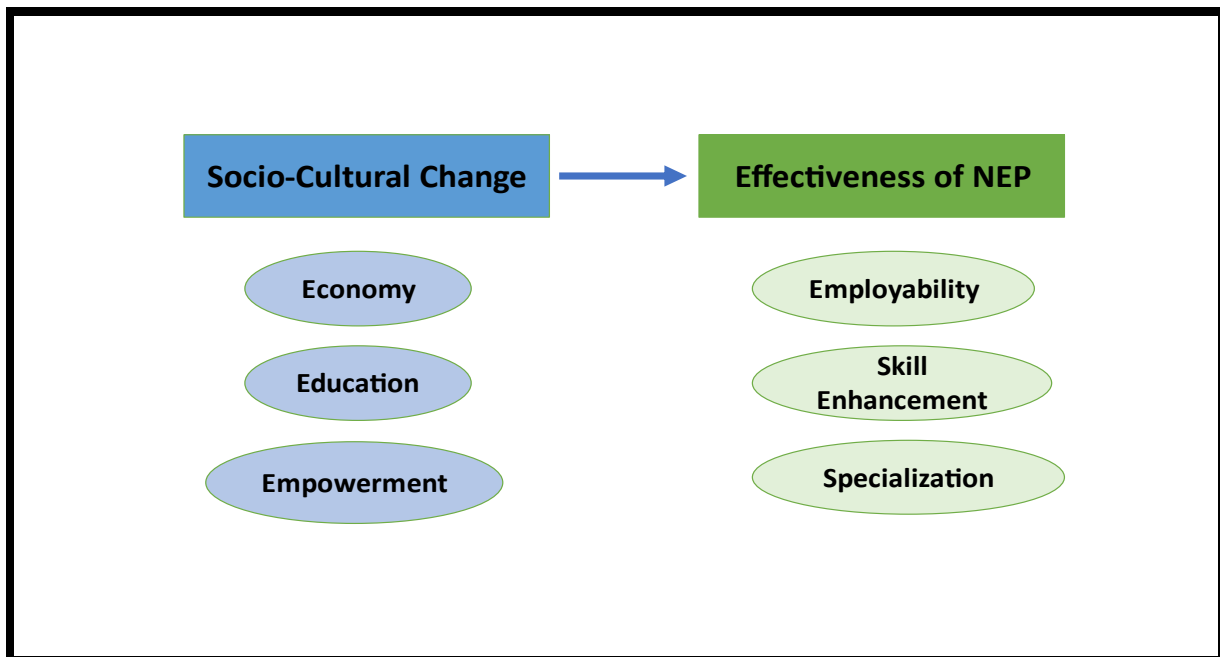 Socio-Cultural Change
Effectiveness of NEP
Economy
Employability
Education
Skill
Enhancement
Empowerment
Specialization